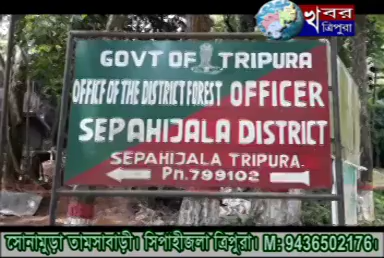 খবর
ত্রিপুরা
GOVT OF TRIPURA
OFFICE OF THE DISTRICT FOREST OFFICER
SEPAHIJALA DISTRICT
SEPAHIJALA TRIPURA.
Pn.799102
সোনামুড়া তামসাবাড়ী। সিপাহীজলা ত্রিপুরা। M: 9436502176।